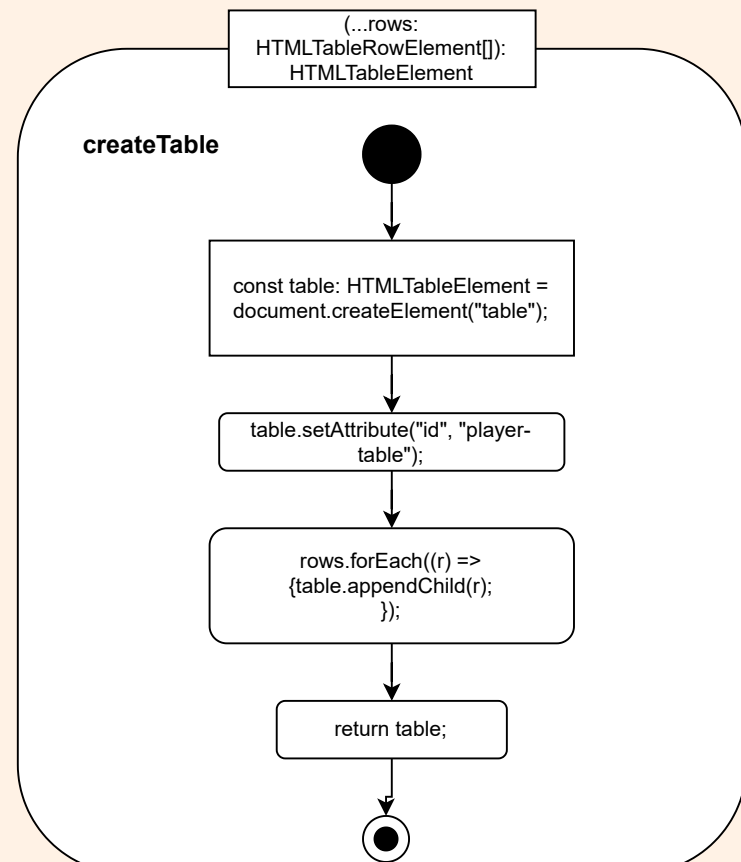 (...rows:
HTMLTableRowElement[]):
HTMLTableElement
createTable
const table: HTMLTableElement =
document.createElement("table");
table.setAttribute("id", "player-
table");
rows.forEach((r) =>
{table.appendChild(r);
});
return table;